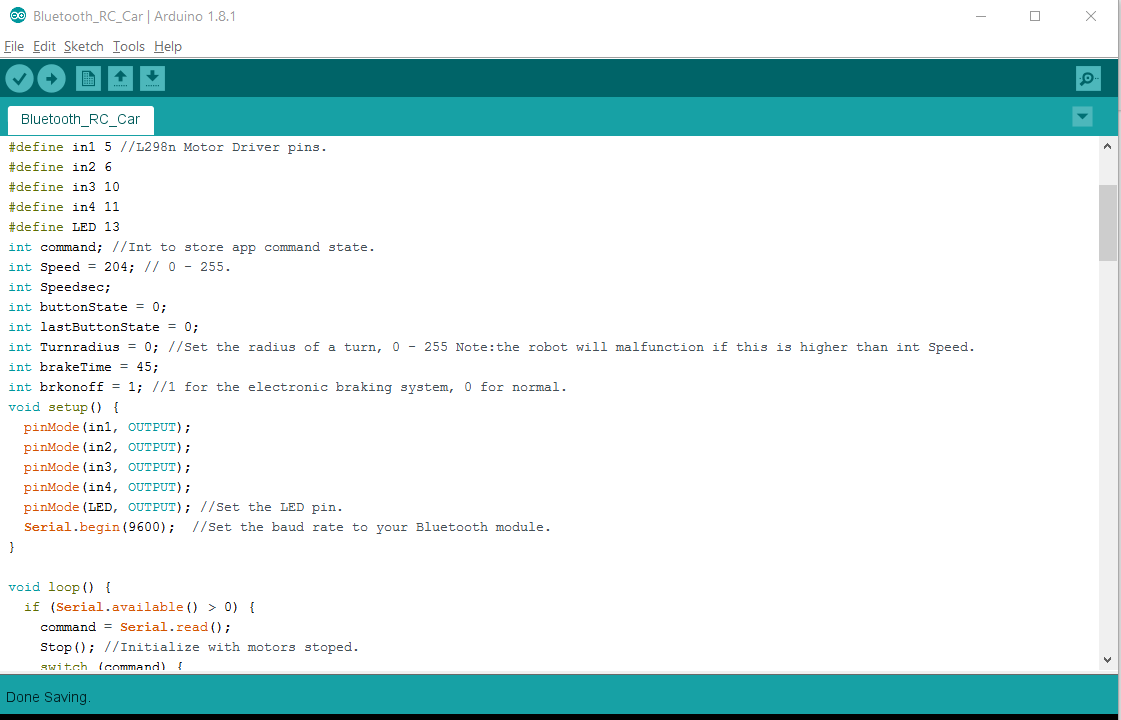 Bluetooth_RC_Car | Arduino 1.8.1
File Edit Sketch Tools Help
Bluetooth_RC_Car
#define in1 5 //L298n Motor Driver pins.
#define in2 6
#define in3 10
#define in4 11
#define LED 13
int command; //Int to store app command state.
int Speed = 204; // 0 - 255.
int Speedsec;
int buttonState = 0;
int lastButtonState = 0;
int Turnradius = 0; //Set the radius of a turn, 0 - 255 Note:the robot will malfunction if this is higher than int Speed.
int brakeTime = 45;
int brkonoff = 1; //1 for the electronic braking system, 0 for normal.
void setup() {
  pinMode(in1, OUTPUT);
  pinMode(in2, OUTPUT);
  pinMode(in3, OUTPUT);
  pinMode(in4, OUTPUT);
  pinMode(LED, OUTPUT); //Set the LED pin.
  Serial.begin(9600);  //Set the baud rate to your Bluetooth module.
}
void loop() {
  if (Serial.available() > 0) {
    command = Serial.read();
    Stop(); //Initialize with motors stoped.
    switch (command) {
Done Saving.